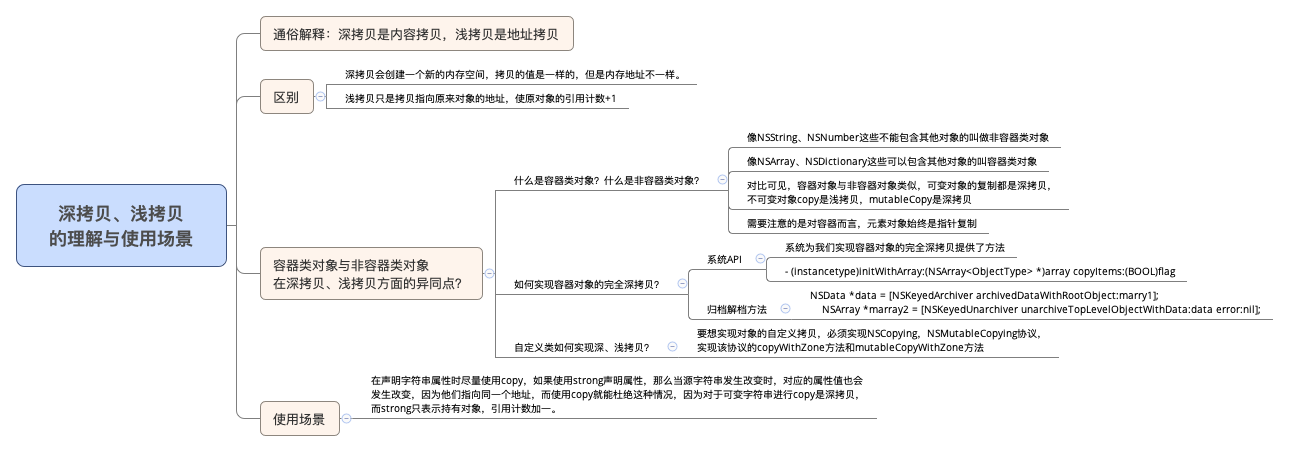 深拷贝、浅拷贝
的理解与使用场景
通俗解释：深拷贝是内容拷贝，浅拷贝是地址拷贝
区别
深拷贝会创建一个新的内存空间，拷贝的值是一样的，但是内存地址不一样。
浅拷贝只是拷贝指向原来对象的地址，使原对象的引用计数+1
容器类对象与非容器类对象
在深拷贝、浅拷贝方面的异同点？
什么是容器类对象？什么是非容器类对象？
像NSString、NSNumber这些不能包含其他对象的叫做非容器类对象
像NSArray、NSDictionary这些可以包含其他对象的叫容器类对象
对比可见，容器对象与非容器对象类似，可变对象的复制都是深拷贝，
不可变对象copy是浅拷贝，mutableCopy是深拷贝
需要注意的是对容器而言，元素对象始终是指针复制
如何实现容器对象的完全深拷贝？
系统API
系统为我们实现容器对象的完全深拷贝提供了方法
- (instancetype)initWithArray:(NSArray<ObjectType> *)array copyItems:(BOOL)flag
归档解档方法
NSData *data = [NSKeyedArchiver archivedDataWithRootObject:marry1];
NSArray *marray2 = [NSKeyedUnarchiver unarchiveTopLevelObjectWithData:data error:nil];
自定义类如何实现深、浅拷贝？
要想实现对象的自定义拷贝，必须实现NSCopying，NSMutableCopying协议，
实现该协议的copyWithZone方法和mutableCopyWithZone方法
使用场景
在声明字符串属性时尽量使用copy，如果使用strong声明属性，那么当源字符串发生改变时，对应的属性值也会
发生改变，因为他们指向同一个地址，而使用copy就能杜绝这种情况，因为对于可变字符串进行copy是深拷贝，
而strong只表示持有对象，引用计数加一。